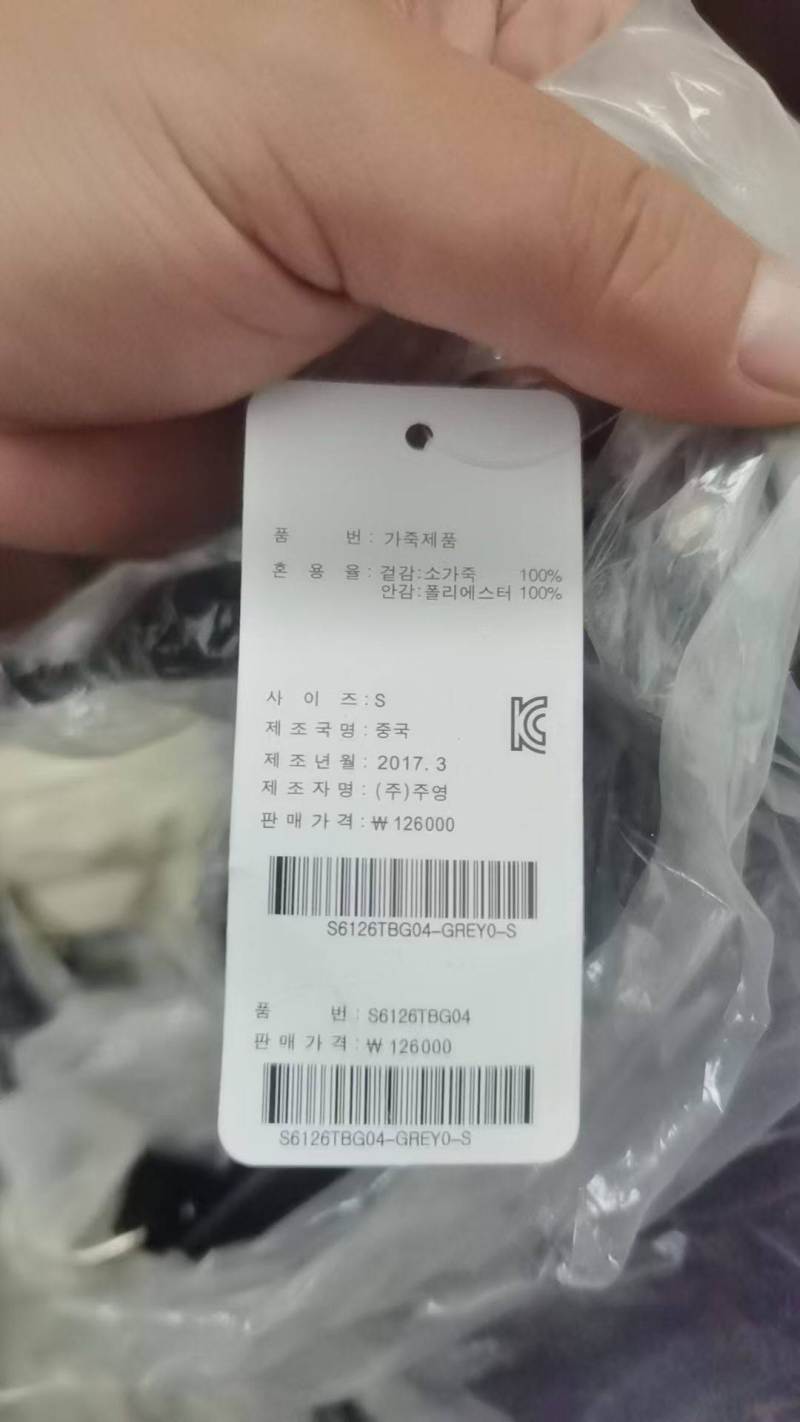 품 번 : 가죽제품
혼 용 율 : 겉감:소가죽 100%
안감:폴리에스터 100%
사 이 즈 : S
제 조 국 명 : 중국
제 조 년 월 : 2017. 3
제 조 자 명 : (주)주영
판 매 가 격 : ₩ 126000
S6126TBG04-GREY0-S
품 번 : S6126TBG04
판 매 가 격 : ₩ 126000
S6126TBG04-GREY0-S